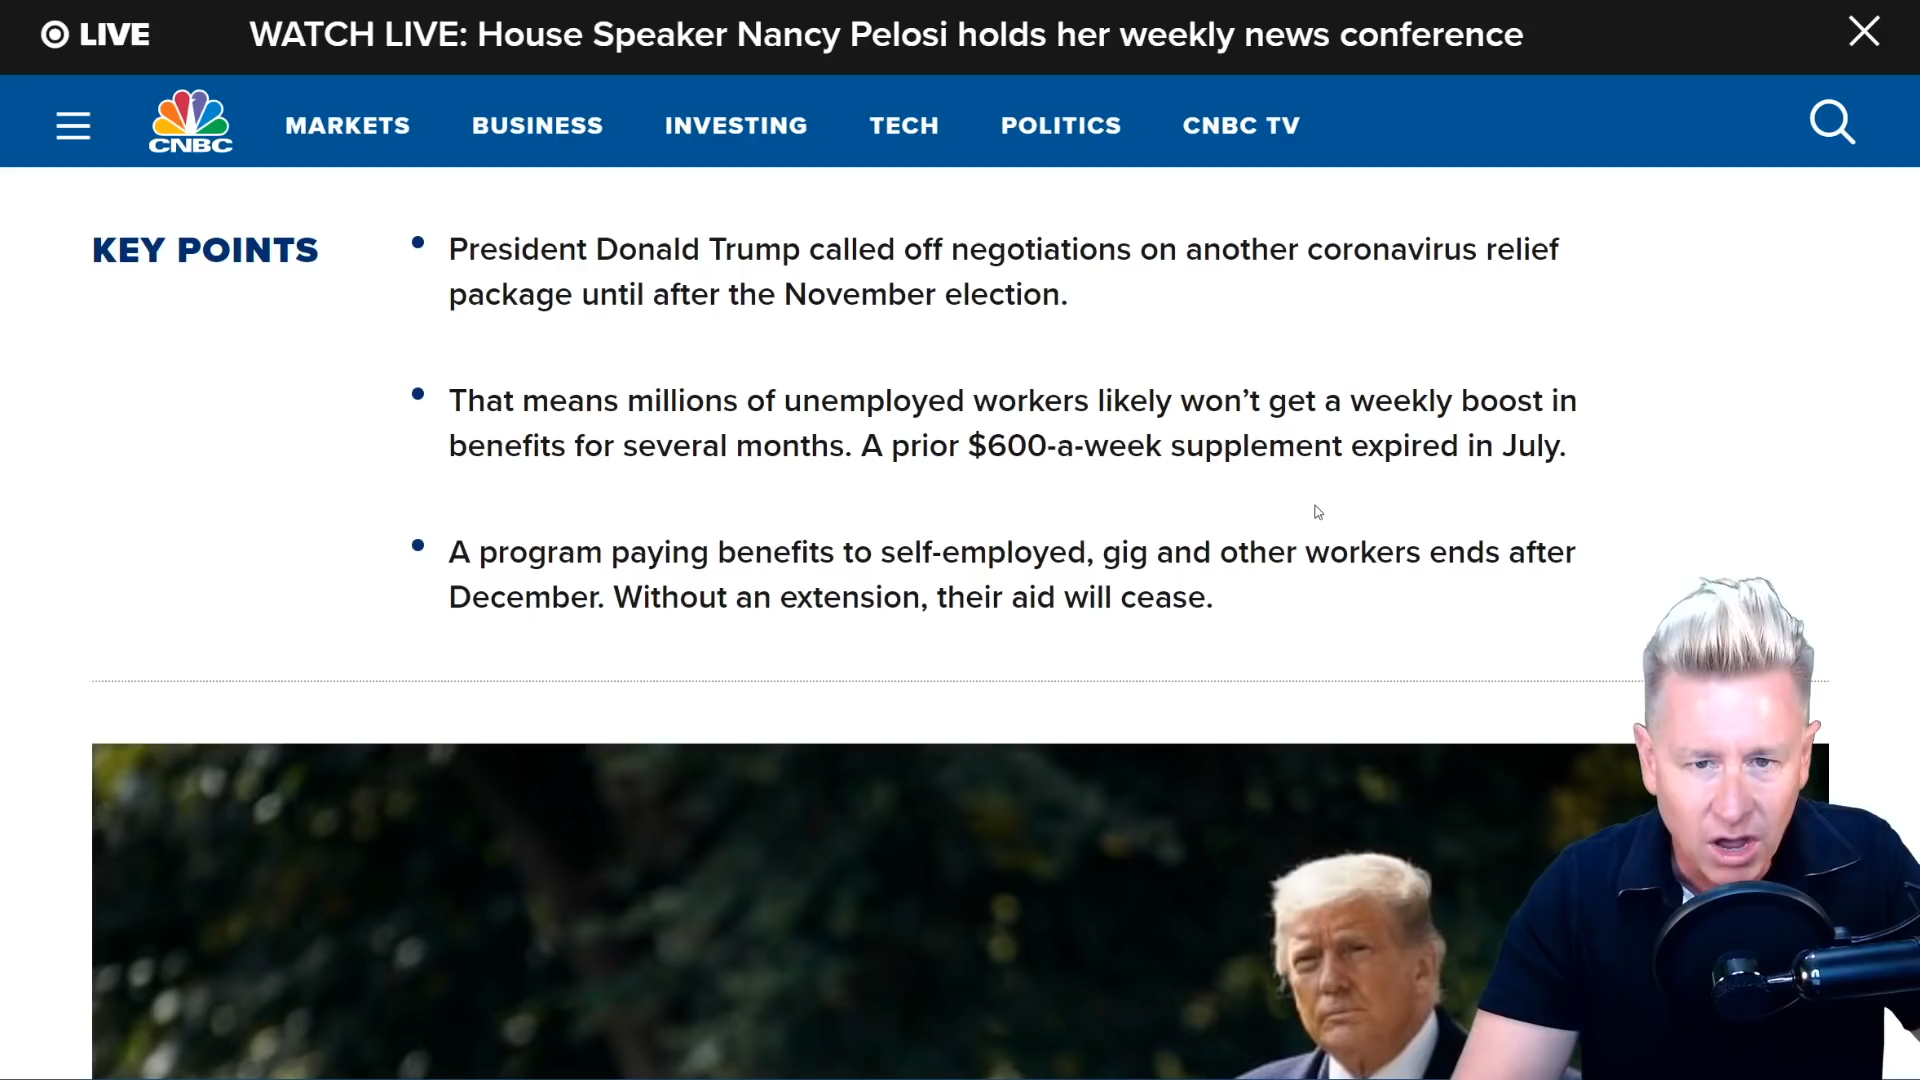 LIVE WATCH LIVE: House Speaker Nancy Pelosi holds her weekly news conference
CNBC MARKETS BUSINESS INVESTING TECH POLITICS CNBC TV
KEY POINTS
President Donald Trump called off negotiations on another coronavirus relief
package until after the November election.
That means millions of unemployed workers likely won’t get a weekly boost in
benefits for several months. A prior $600-a-week supplement expired in July.
A program paying benefits to self-employed, gig and other workers ends after
December. Without an extension, their aid will cease.